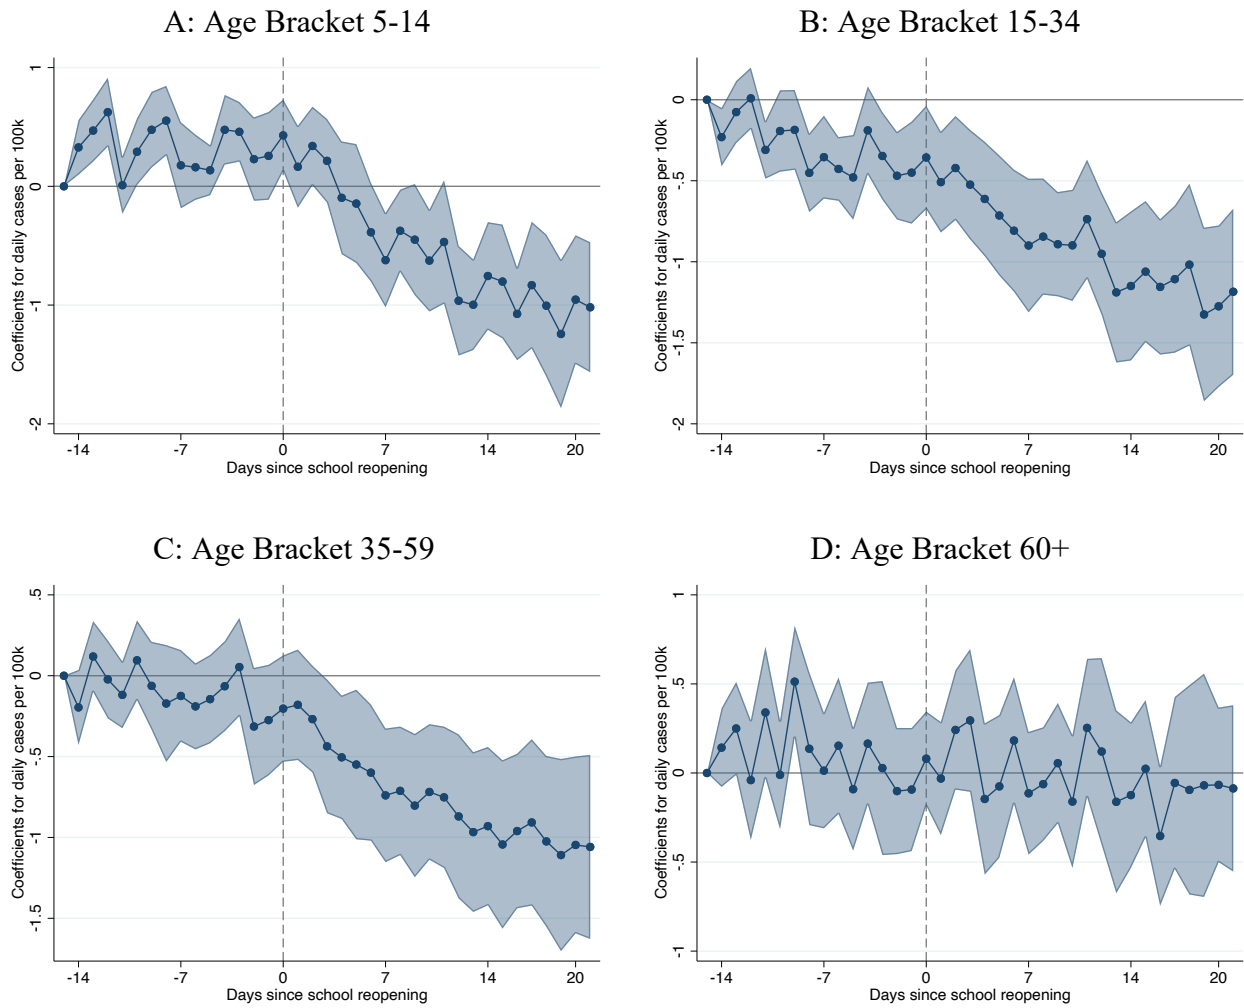 A: Age Bracket 5-14
Coefficients for daily cases per 100k
1
0
-1
-2
-14 -7 0 7 14 20
Days since school reopening
B: Age Bracket 15-34
Coefficients for daily cases per 100k
0
-.5
-1
-1.5
-2
-14 -7 0 7 14 20
Days since school reopening
C: Age Bracket 35-59
Coefficients for daily cases per 100k
.5
0
-.5
-1
-1.5
-14 -7 0 7 14 20
Days since school reopening
D: Age Bracket 60+
Coefficients for daily cases per 100k
1
.5
0
-.5
-1
-14 -7 0 7 14 20
Days since school reopening